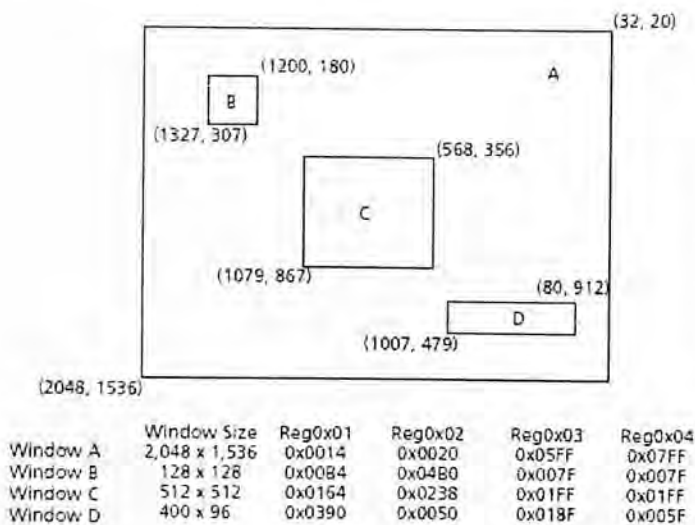 (32, 20)
(1200, 180)
A
B
(1327, 307)
(568, 356)
C
(1079, 867)
(80, 912)
D
(1007, 479)
(2048, 1536)
Window Size Reg0x01 Reg0x02 Reg0x03 Reg0x04
Window A 2,048 x 1,536 0x0014 0x0020 0x05FF 0x07FF
Window B 128 x 128 0x00B4 0x04B0 0x007F 0x007F
Window C 512 x 512 0x0164 0x0238 0x01FF 0x01FF
Window D 400 x 96 0x0390 0x0050 0x018F 0x005F